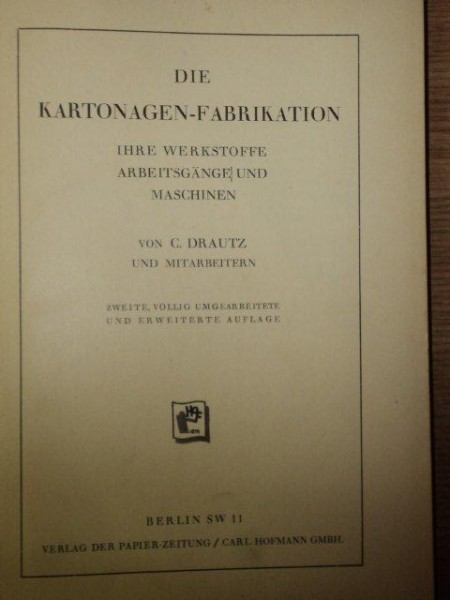 DIE
KARTONAGEN-FABRIKATION
IHRE WERKSTOFFE
ARBEITSGÄNGE UND
MASCHINEN
VON C. DRAUTZ
UND MITARBEITERN
ZWEITE, VÖLLIG UMGEARBEITETE
UND ERWEITERTE AUFLAGE
BERLIN SW 11
VERLAG DER PAPIER-ZEITUNG / CARL HOFMANN GMBH.